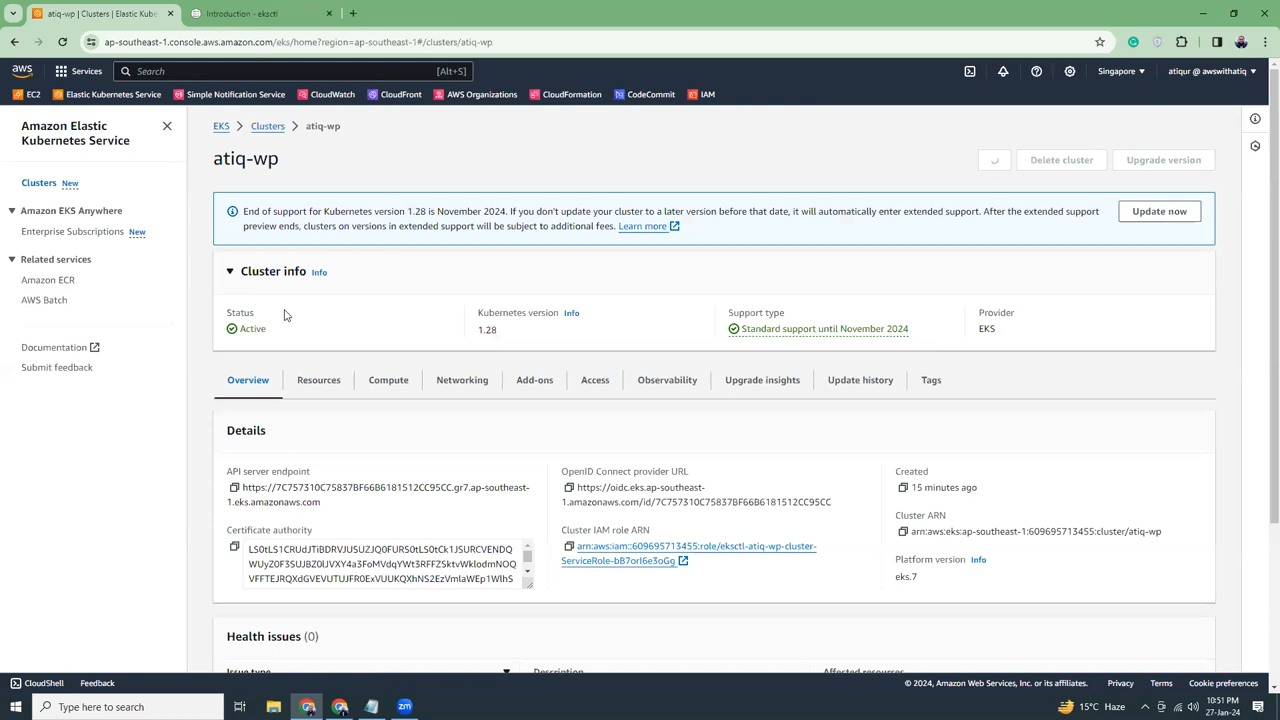 atiq-wp | Clusters | Elastic Kuber
Introduction - eksctl
ap-southeast-1.console.aws.amazon.com/eks/home?region=ap-southeast-1#/clusters/atiq-wp
aws
Services
Search
[Alt+S]
Singapore
atiqur @ awswithatiq
EC2
Elastic Kubernetes Service
Simple Notification Service
CloudWatch
CloudFront
AWS Organizations
CloudFormation
CodeCommit
IAM
Amazon Elastic
Kubernetes Service
Clusters New
Amazon EKS Anywhere
Enterprise Subscriptions New
Related services
Amazon ECR
AWS Batch
Documentation
Submit feedback
EKS > Clusters > atiq-wp
atiq-wp
Delete cluster
Upgrade version
End of support for Kubernetes version 1.28 is November 2024. If you don't update your cluster to a later version before that date, it will automatically enter extended support. After the extended support
preview ends, clusters on versions in extended support will be subject to additional fees. Learn more
Update now
Cluster info Info
Status
Active
Kubernetes version Info
1.28
Support type
Standard support until November 2024
Provider
EKS
Overview
Resources
Compute
Networking
Add-ons
Access
Observability
Upgrade insights
Update history
Tags
Details
API server endpoint
https://7C757310C75837BF66B6181512CC95CC.gr7.ap-southeast-
1.eks.amazonaws.com
Certificate authority
OpenID Connect provider URL
https://oidc.eks.ap-southeast-
1.amazonaws.com/id/7C757310C75837BF66B6181512CC95CC
Cluster IAM role ARN
arn:aws:iam::609695713455:role/eksctl-atiq-wp-cluster-
ServiceRole-bB7orI6e3oGg
Created
15 minutes ago
Cluster ARN
arn:aws:eks:ap-southeast-1:609695713455:cluster/atiq-wp
Platform version Info
eks.7
Health issues (0)
Issue type
Description
Affected resources
CloudShell
Feedback
© 2024, Amazon Web Services, Inc. or its affiliates.
Privacy
Terms
Cookie preferences
Type here to search
zm
15°C Haze
10:51 PM
27-Jan-24